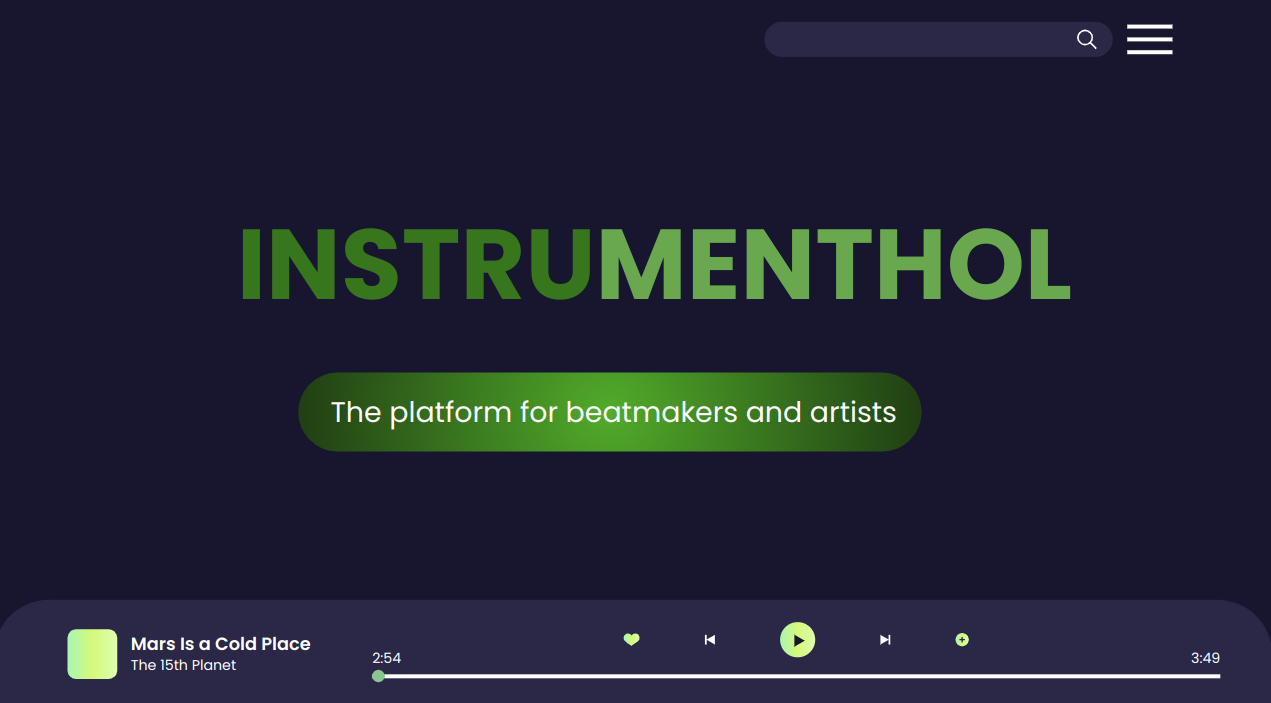 INSTRUMENTHOL
The platform for beatmakers and artists
Mars Is a Cold Place
The 15th Planet
2:54
3:49